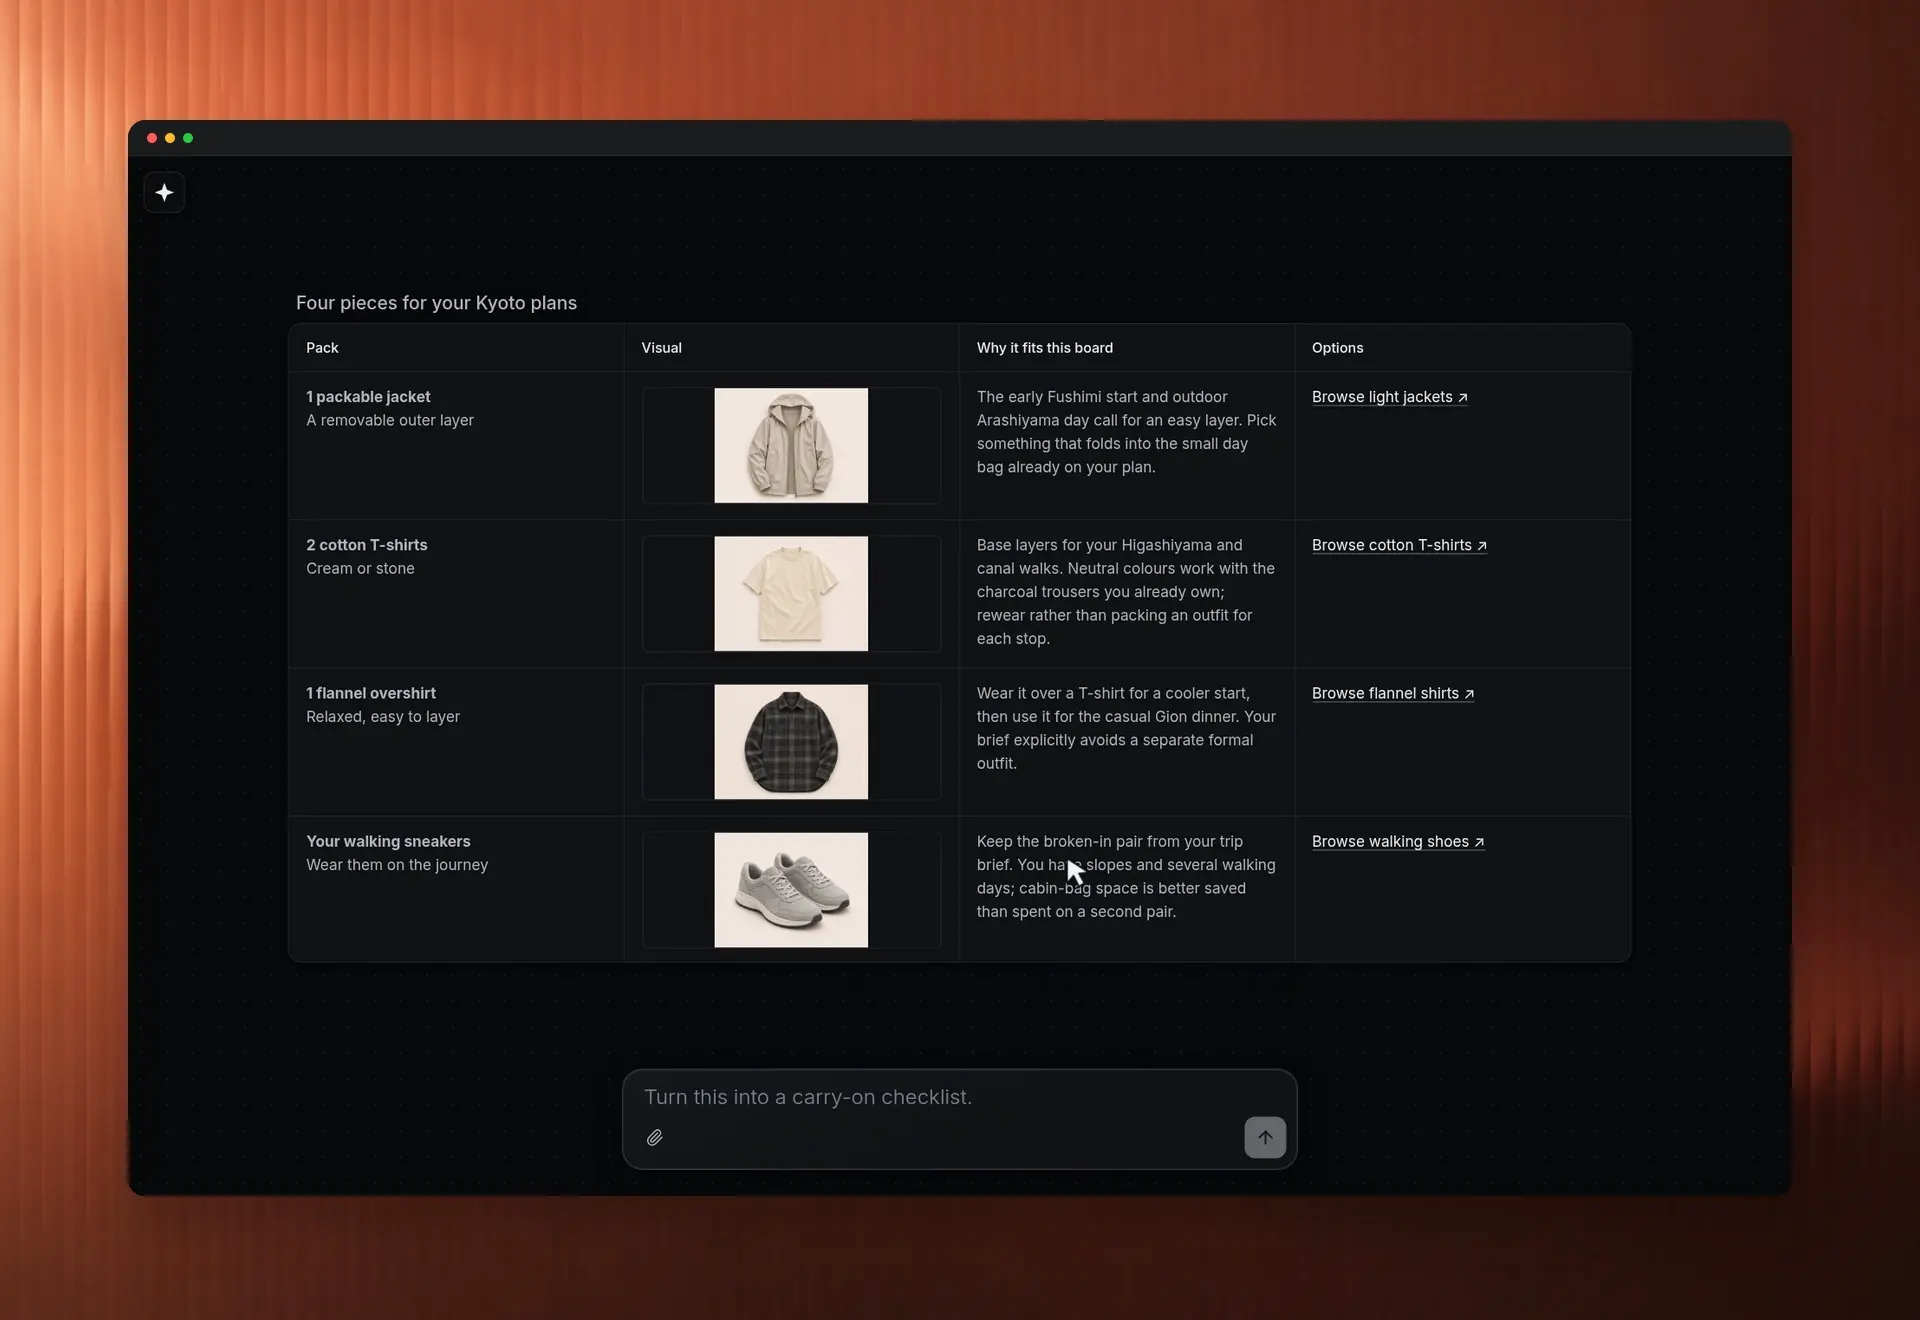 Four pieces for your Kyoto plans
Pack
Visual
Why it fits this board
Options
1 packable jacket
A removable outer layer
The early Fushimi start and outdoor
Arashiyama day call for an easy layer. Pick
something that folds into the small day
bag already on your plan.
Browse light jackets ↗
2 cotton T-shirts
Cream or stone
Base layers for your Higashiyama and
canal walks. Neutral colours work with the
charcoal trousers you already own;
rewear rather than packing an outfit for
each stop.
Browse cotton T-shirts ↗
1 flannel overshirt
Relaxed, easy to layer
Wear it over a T-shirt for a cooler start,
then use it for the casual Gion dinner. Your
brief explicitly avoids a separate formal
outfit.
Browse flannel shirts ↗
Your walking sneakers
Wear them on the journey
Keep the broken-in pair from your trip
brief. You have slopes and several walking
days; cabin-bag space is better saved
than spent on a second pair.
Browse walking shoes ↗
Turn this into a carry-on checklist.